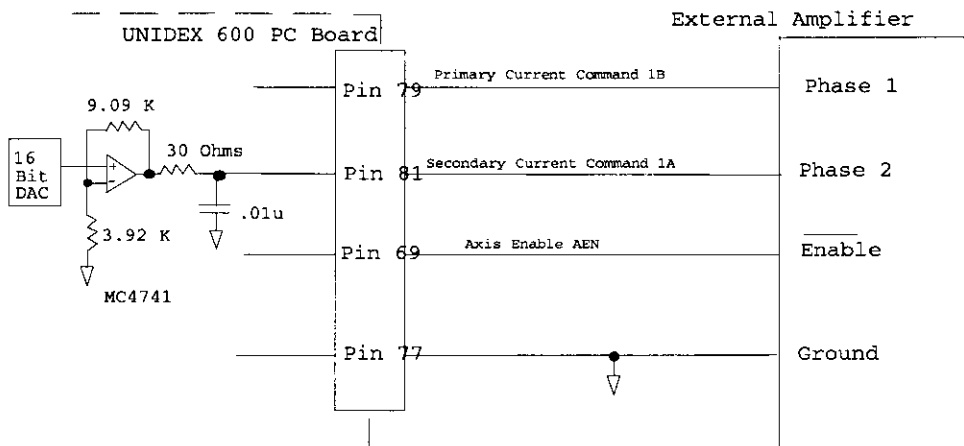 External Amplifier
UNIDEX 600 PC Board
Pin 79
Primary Current Command 1B
Phase 1
9.09 K
30 Ohms
16
Bit
DAC
+
-
Pin 81
Secondary Current Command 1A
Phase 2
.01u
3.92 K
Pin 69
Axis Enable AEN
Enable
MC4741
Pin 77
Ground